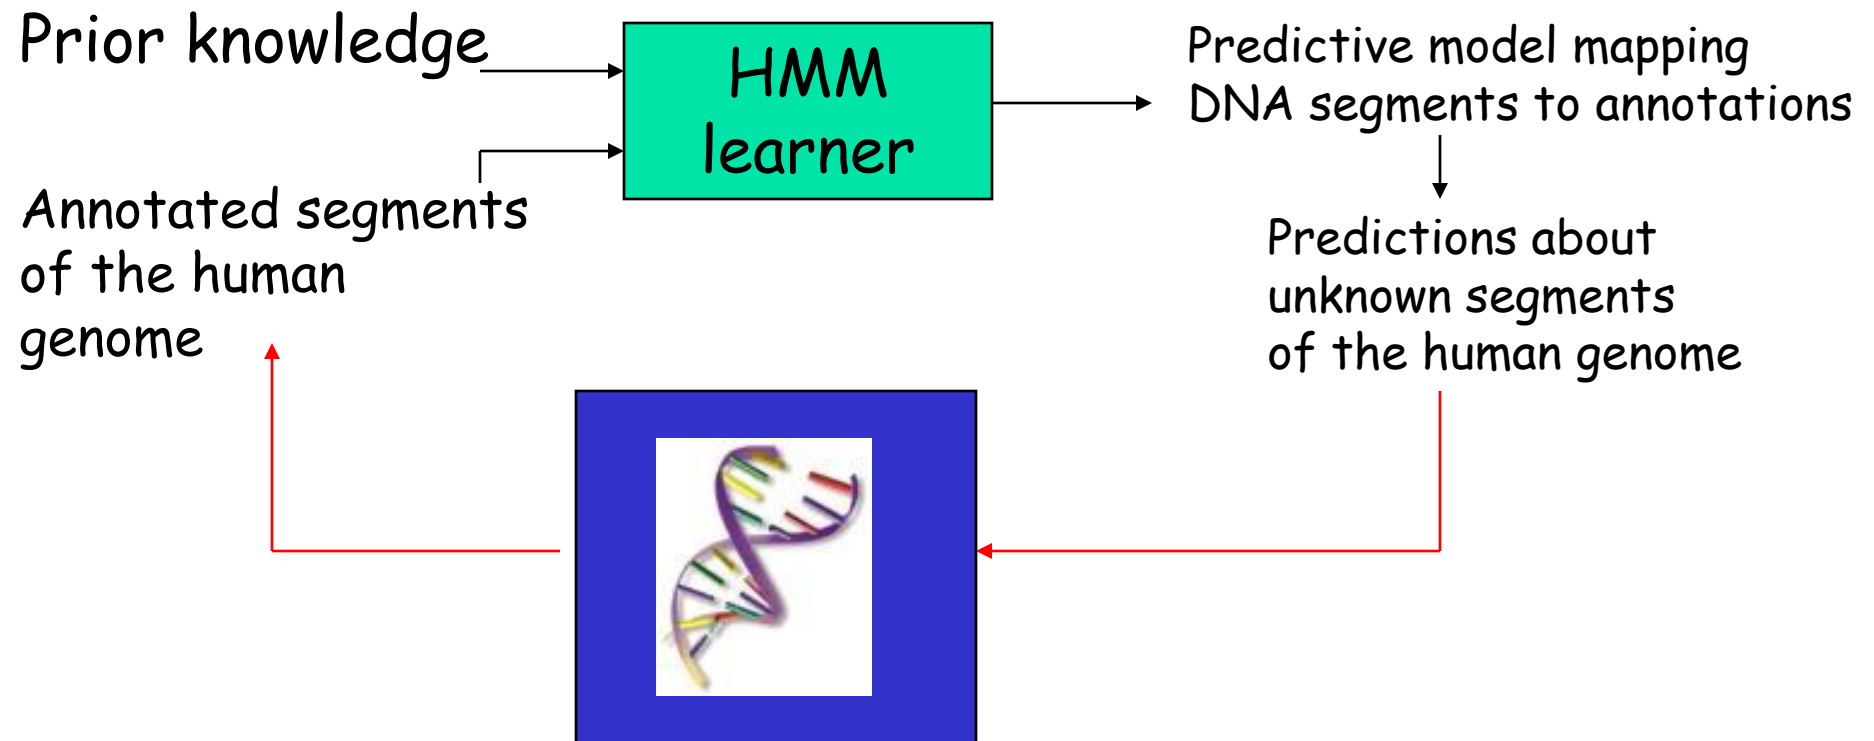 Prior knowledge
HMM
learner
Predictive model mapping
DNA segments to annotations
Annotated segments
of the human
genome
Predictions about
unknown segments
of the human genome